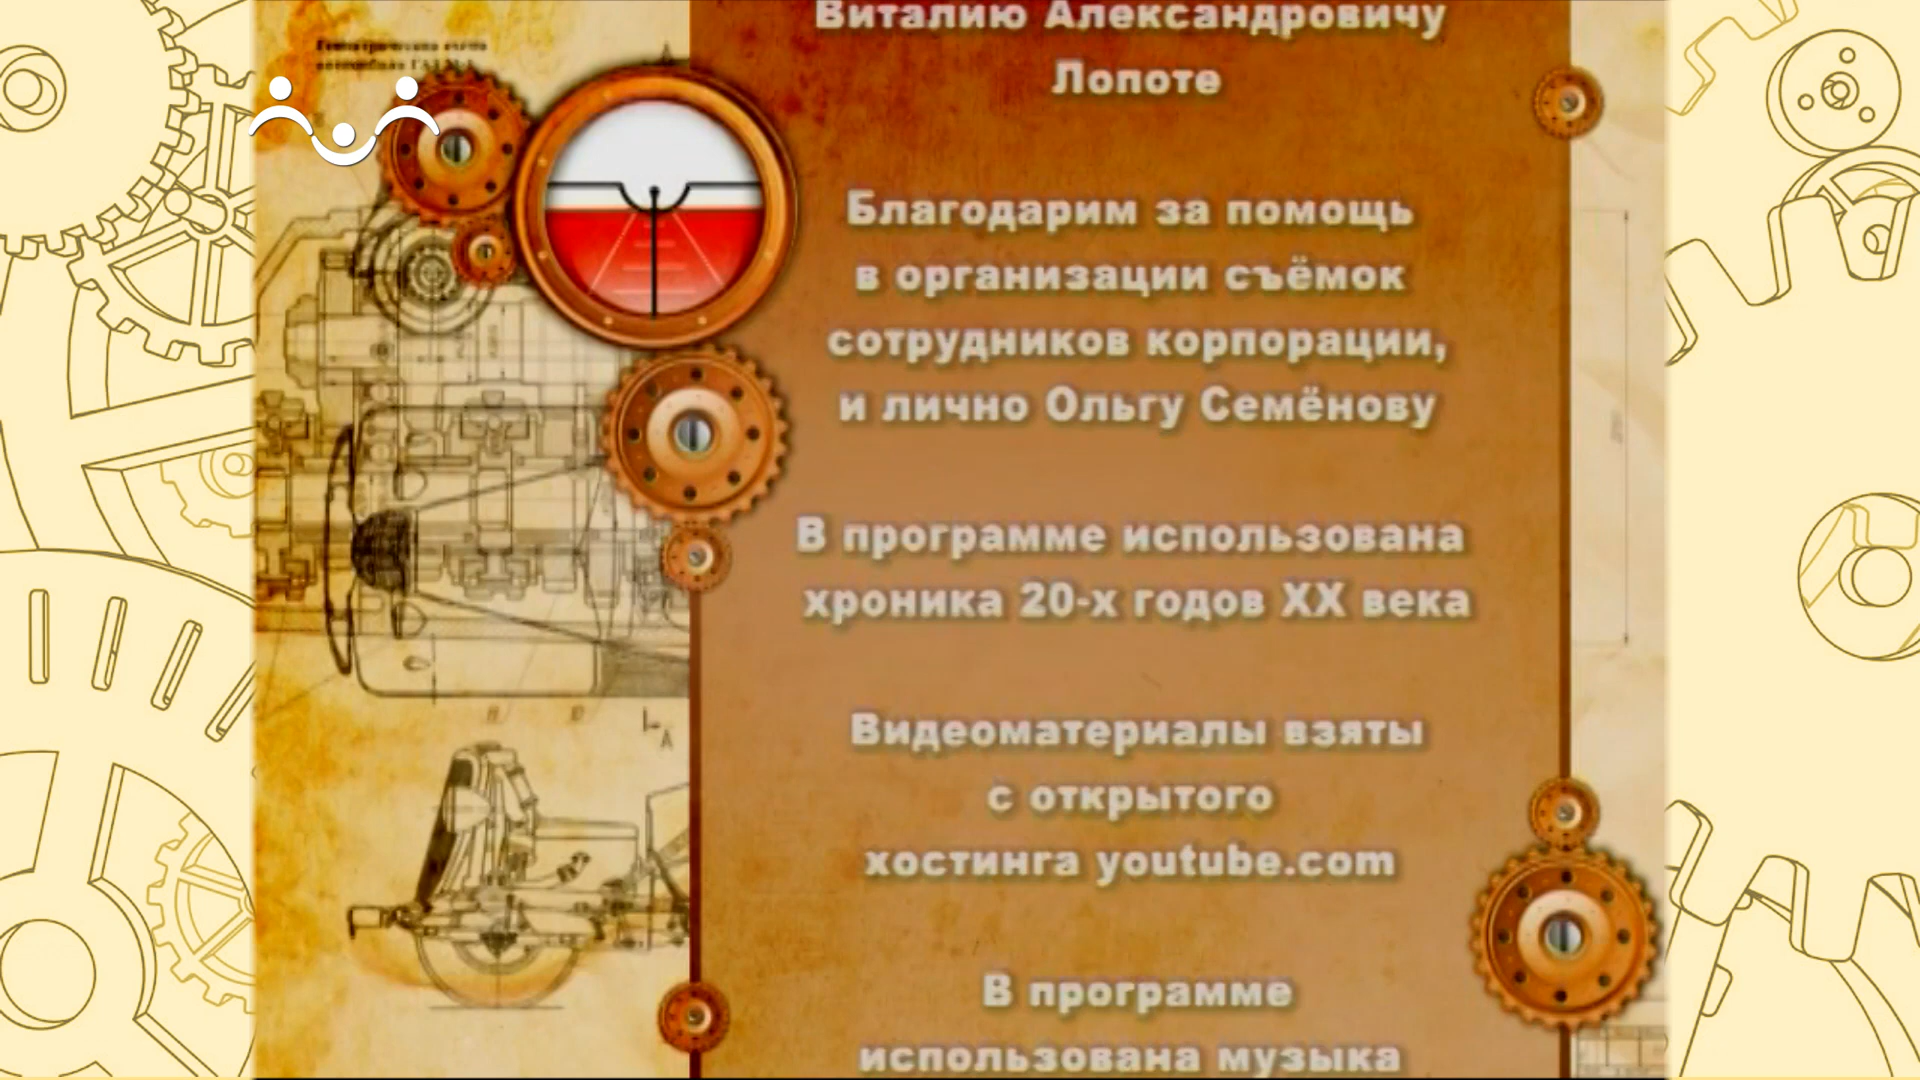 Виталию Александровичу
Лопоте
Благодарим за помощь
в организации съёмок
сотрудников корпорации,
и лично Ольгу Семёнову
В программе использована
хроника 20-х годов XX века
Видеоматериалы взяты
с открытого
хостинга youtube.com
В программе
использована музыка